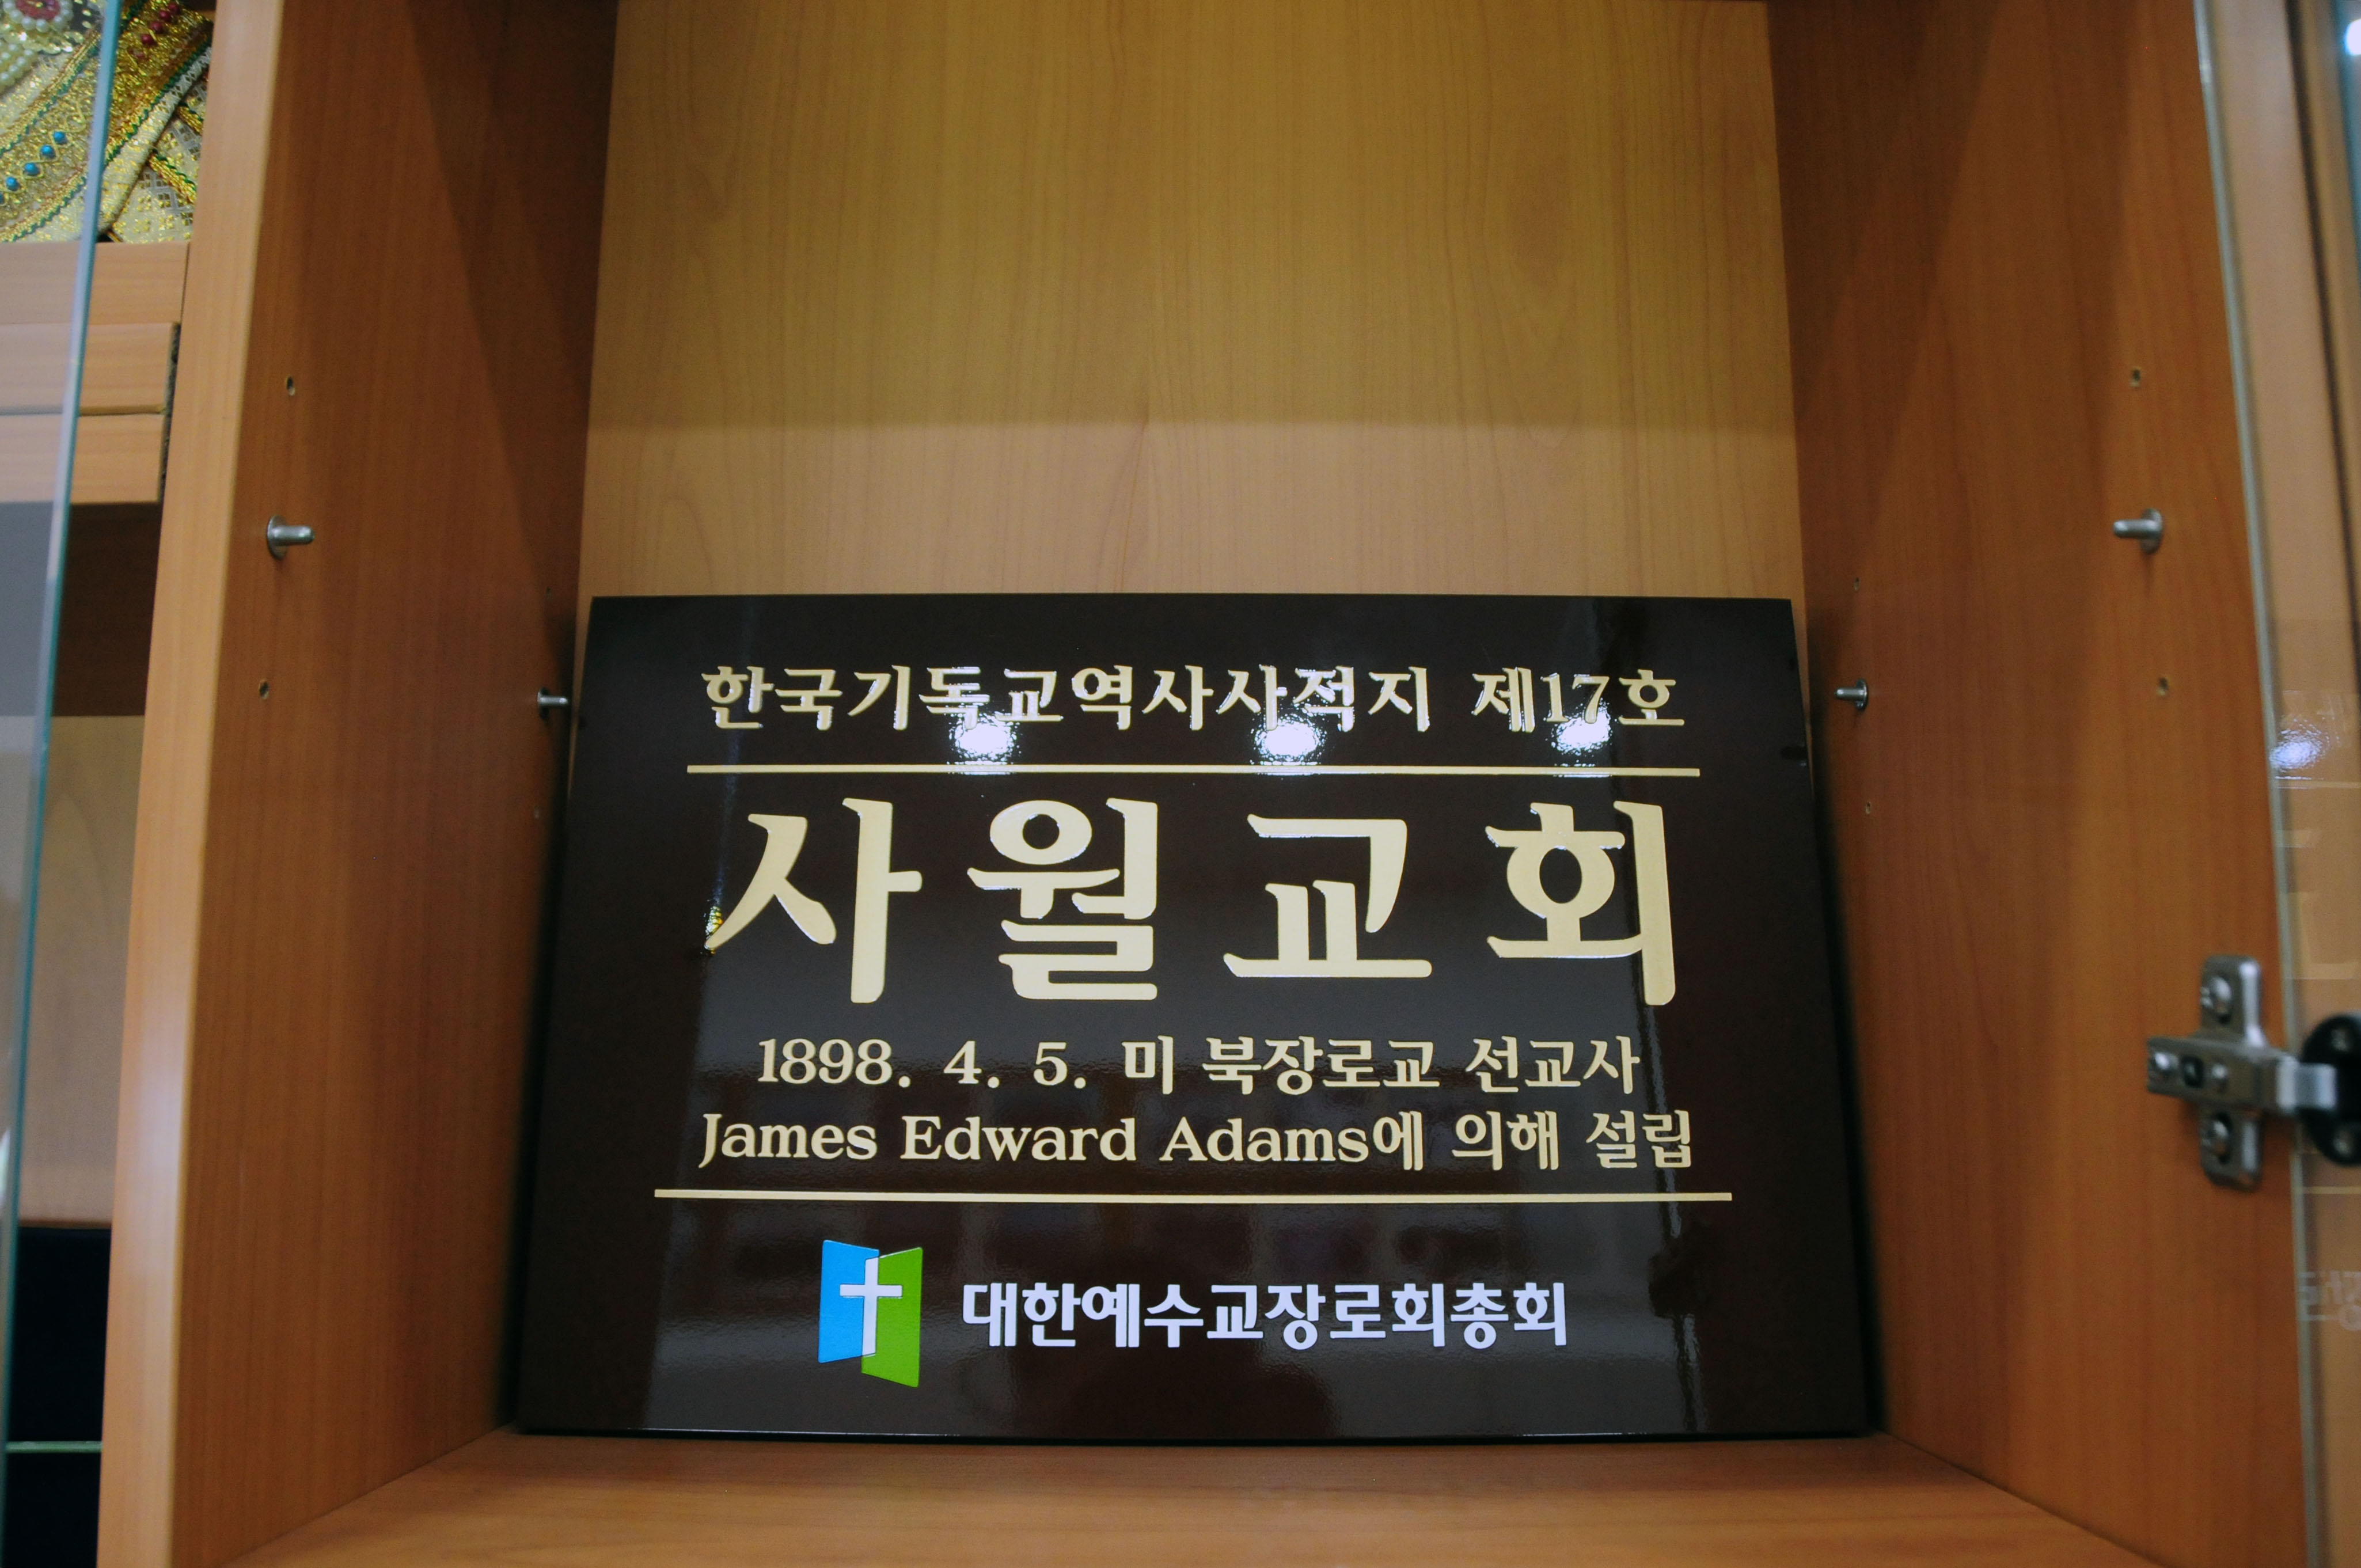 한국기독교역사사적지 제17호
사월교회
1898. 4. 5. 미 북장로교 선교사
James Edward Adams에 의해 설립
대한예수교장로회총회